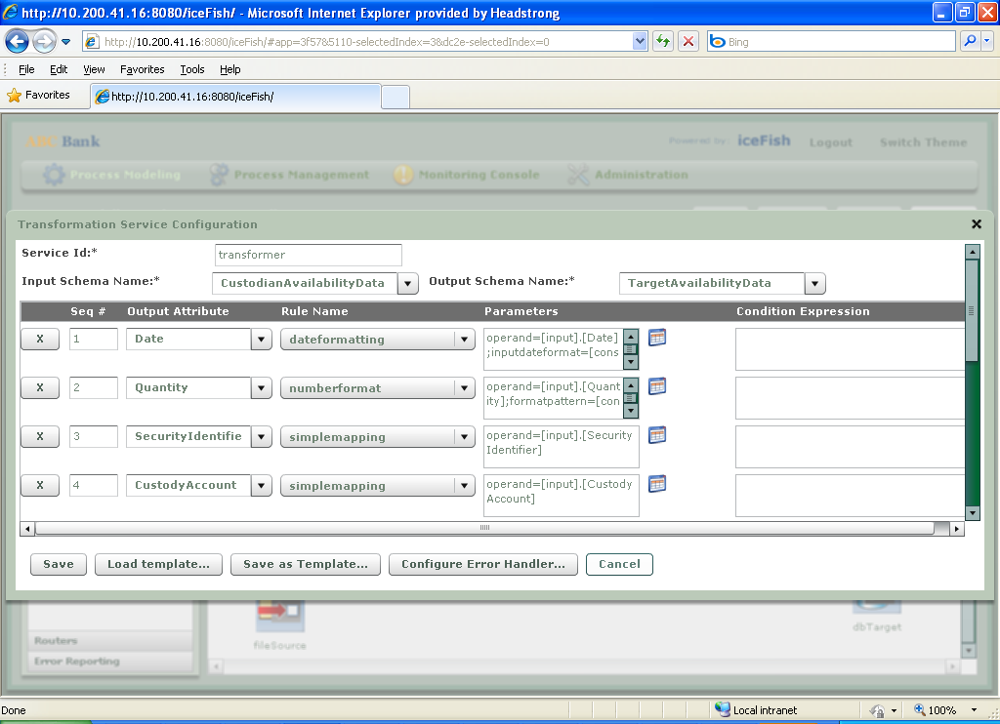 http://10.200.41.16:8080/iceFish/ - Microsoft Internet Explorer provided by Headstrong
http://10.200.41.16:8080/iceFish/#app=3f57&5110-selectedIndex=3&dc2e-selectedIndex=0
Bing
File Edit View Favorites Tools Help
Favorites http://10.200.41.16:8080/iceFish/
ABC Bank Powered by: iceFish Logout Switch Theme
Process Modeling Process Management Monitoring Console Administration
Transformation Service Configuration
Service Id:* transformer
Input Schema Name:* CustodianAvailabilityData Output Schema Name:* TargetAvailabilityData
Seq # Output Attribute Rule Name Parameters Condition Expression
X 1 Date dateformatting operand=[input].[Date]
;inputdateformat=[cons
X 2 Quantity numberformat operand=[input].[Quant
ity];formatpattern=[con
X 3 SecurityIdentifie simplemapping operand=[input].[Security
Identifier]
X 4 CustodyAccount simplemapping operand=[input].[Custody
Account]
Save Load template... Save as Template... Configure Error Handler... Cancel
Routers
Error Reporting
fileSource
dbTarget
Done Local intranet 100%